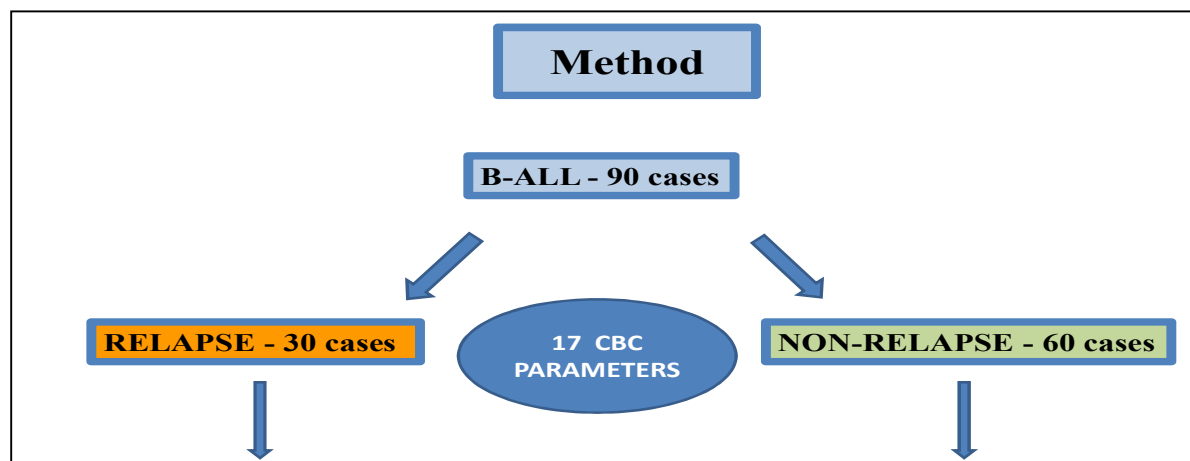 Method
B-ALL - 90 cases
RELAPSE - 30 cases
17 CBC
PARAMETERS
NON-RELAPSE - 60 cases